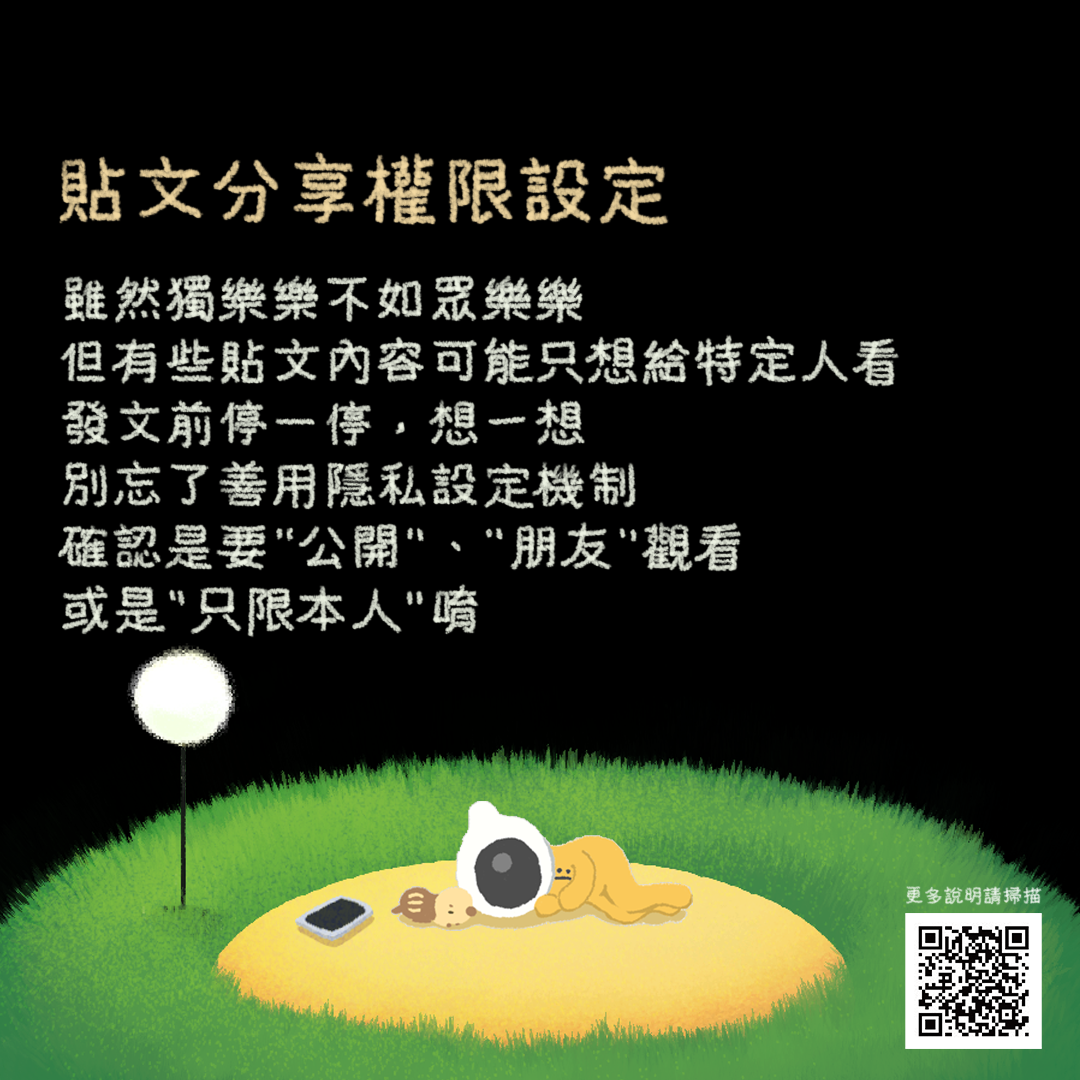 貼文分享權限設定
雖然獨樂樂不如眾樂樂
但有些貼文內容可能只想給特定人看
發文前停一停，想一想
別忘了善用隱私設定機制
確認是要"公開"、"朋友"觀看
或是"只限本人"唷
更多說明請掃描